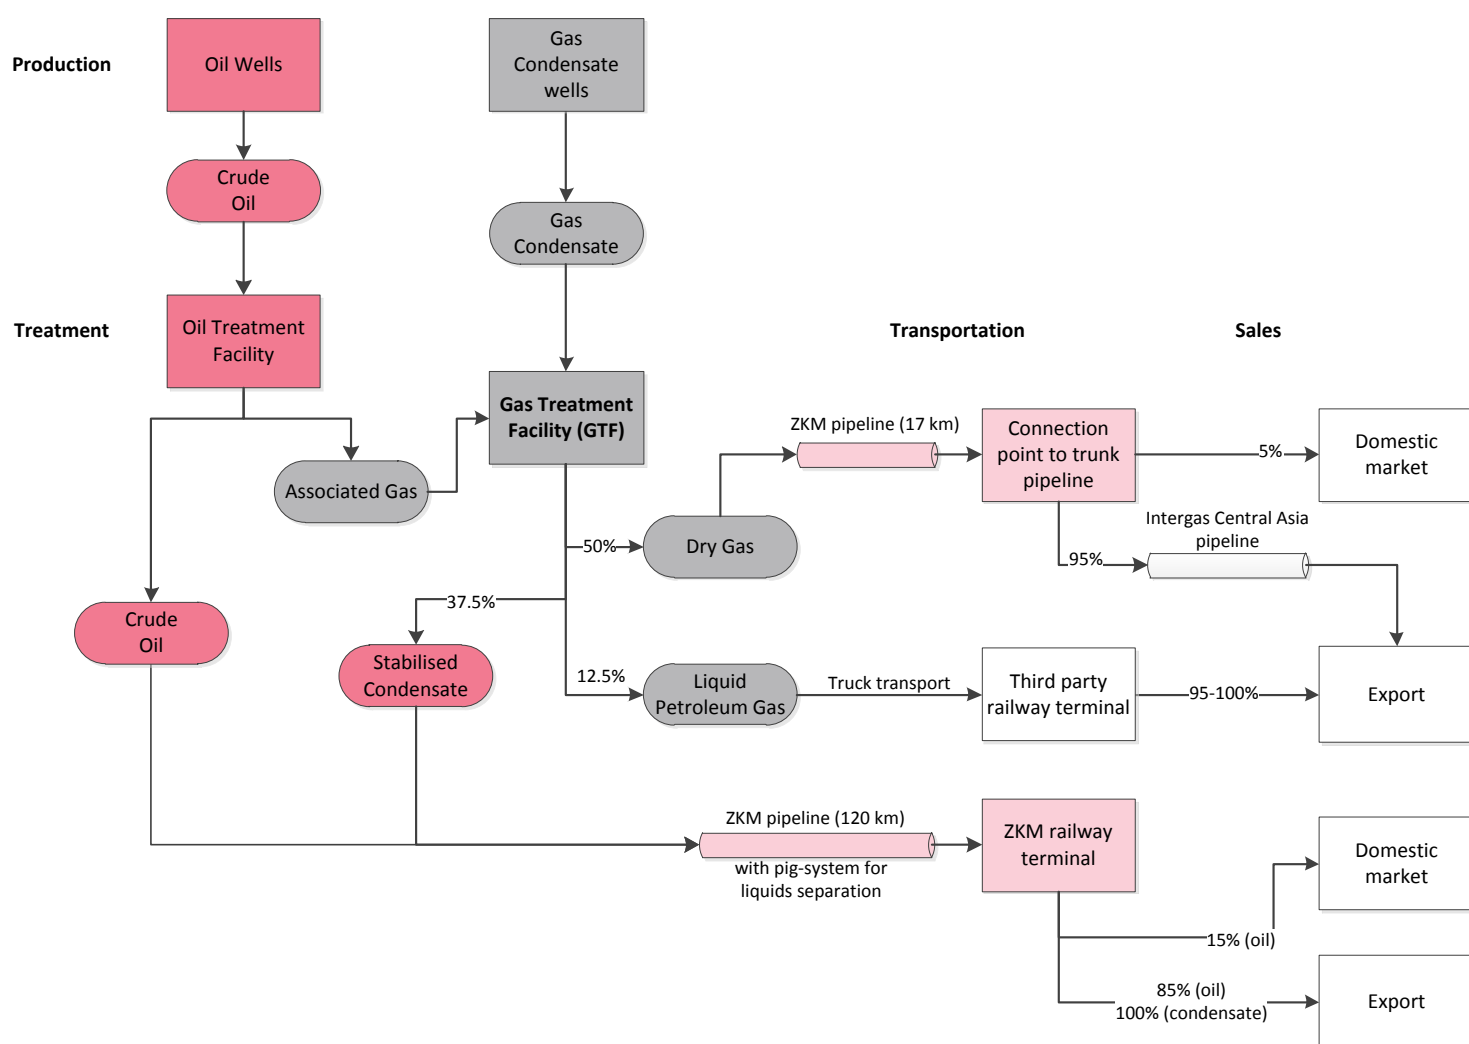 Production
Oil Wells
Gas
Condensate
wells
Crude
Oil
Gas
Condensate
Treatment
Oil Treatment
Facility
Transportation
Sales
Gas Treatment
Facility (GTF)
Associated Gas
ZKM pipeline (17 km)
Connection
point to trunk
pipeline
5%
Domestic
market
50%
Dry Gas
Intergas Central Asia
pipeline
95%
37.5%
Crude
Oil
Stabilised
Condensate
12.5%
Liquid
Petroleum Gas
Truck transport
Third party
railway terminal
95-100%
Export
ZKM pipeline (120 km)
with pig-system for
liquids separation
ZKM railway
terminal
Domestic
market
15% (oil)
85% (oil)
100% (condensate)
Export